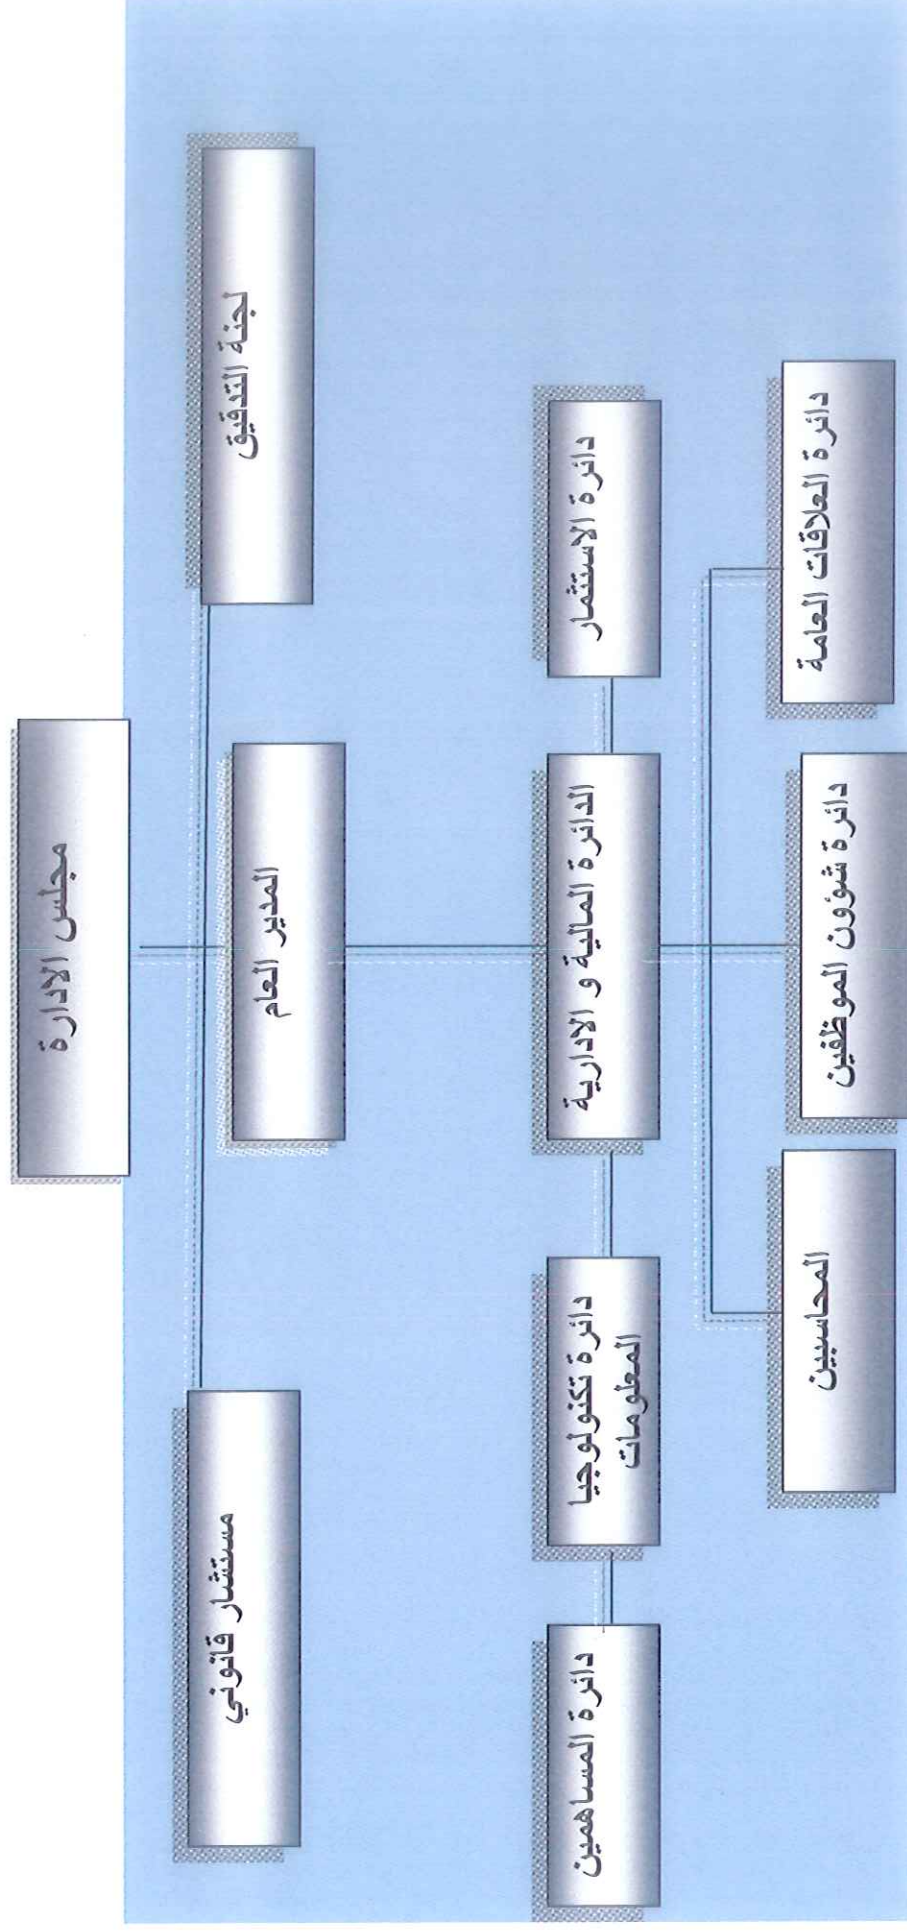 مجلس الادارة
لجنة التدقيق
المدير العام
مستشار قانوني
دائرة الاستثمار
الدائرة المالية و الادارية
دائرة تكنولوجيا
المعلومات
دائرة المساهمين
دائرة العلاقات العامة
دائرة شؤون الموظفين
المحاسبين